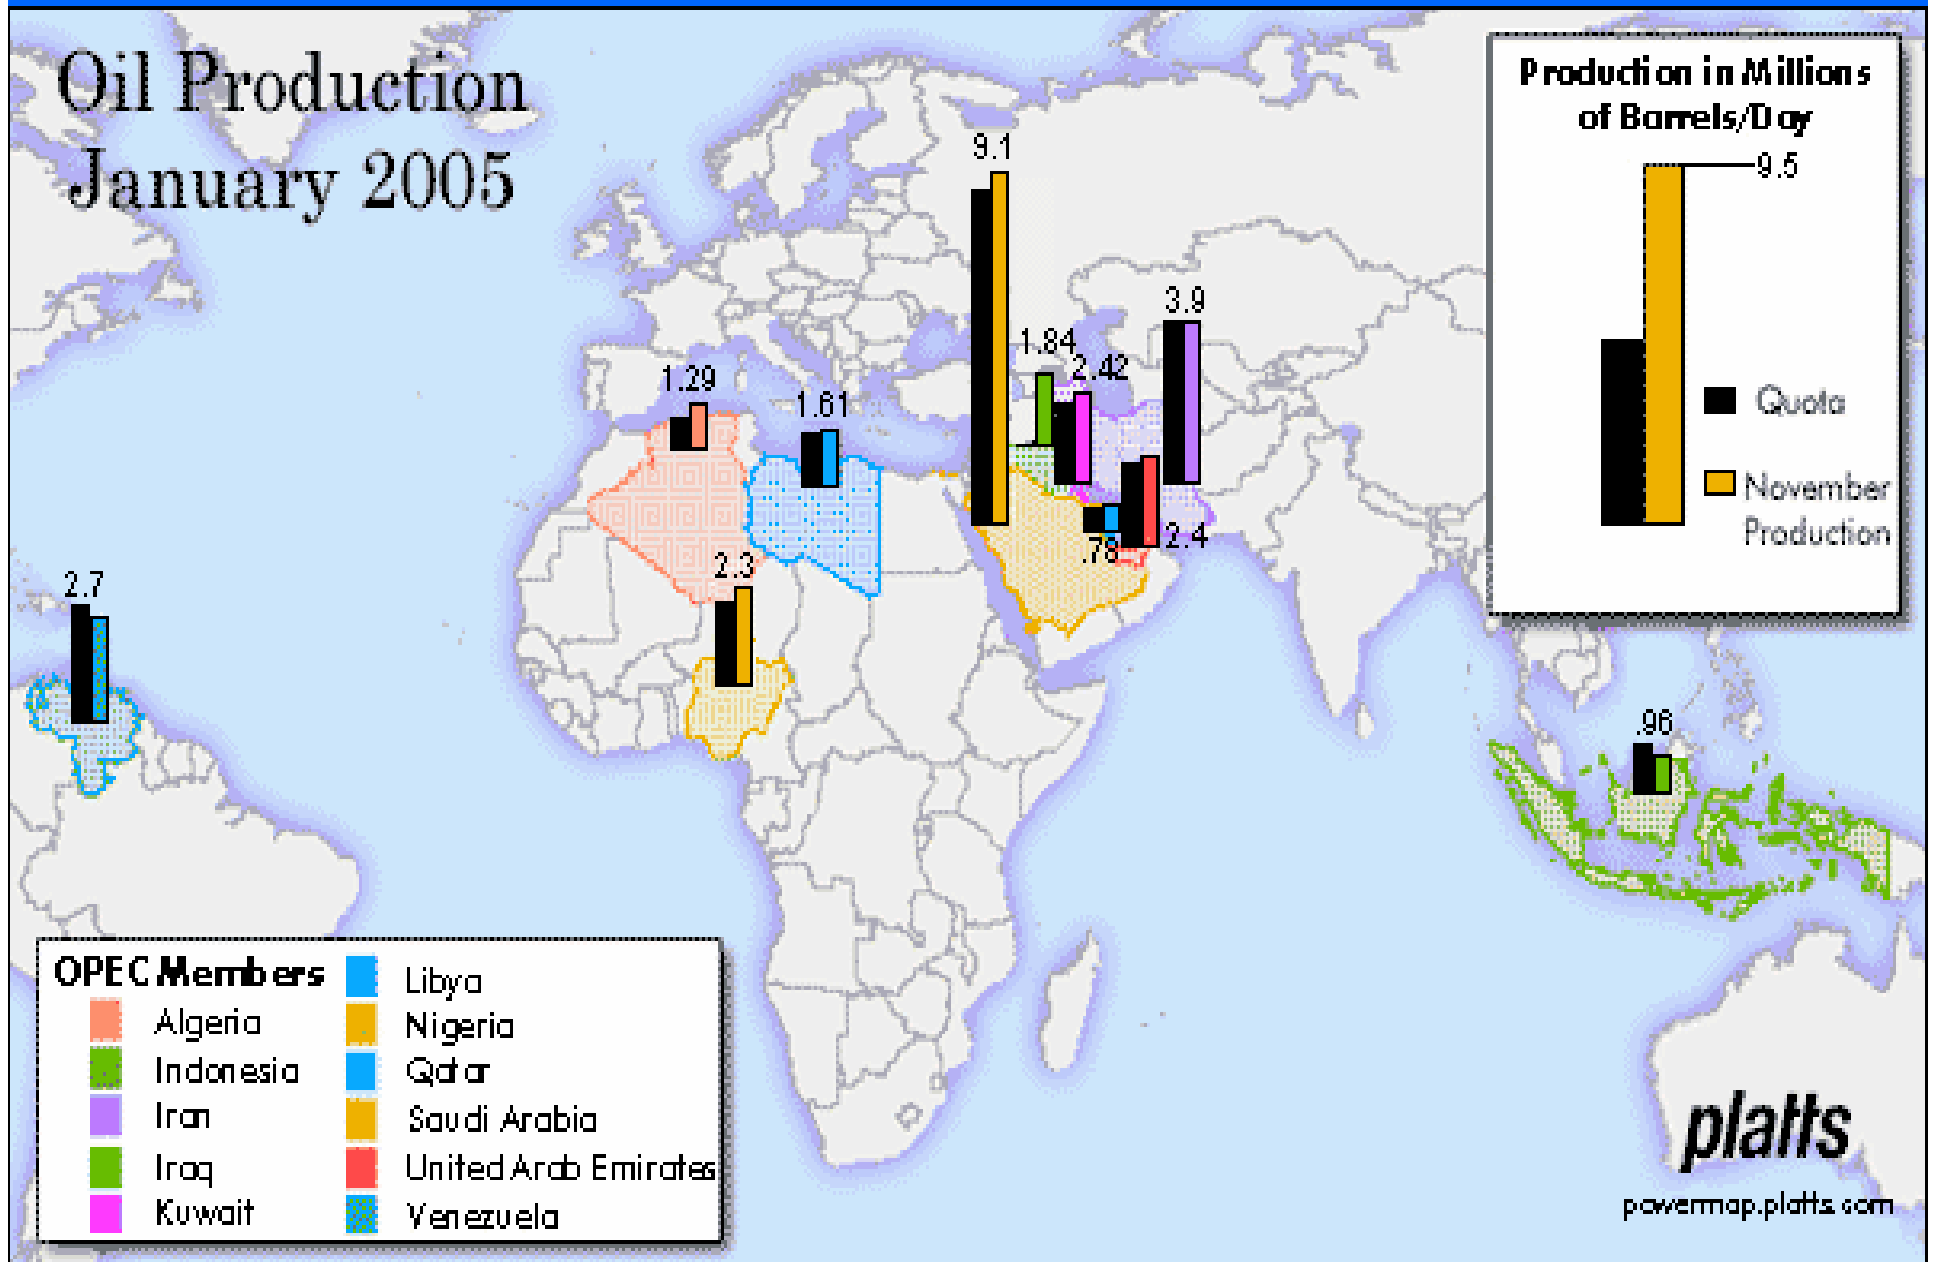 Oil Production
January 2005
Production in Millions
of Barrels/Day
9.5
Quota
November
Production
9.1
3.9
1.84
2.42
1.29
1.61
.78
2.4
2.3
2.7
.96
OPEC Members
Algeria
Indonesia
Iran
Iraq
Kuwait
Libya
Nigeria
Qatar
Saudi Arabia
United Arab Emirates
Venezuela
platts
powermap.platts.com